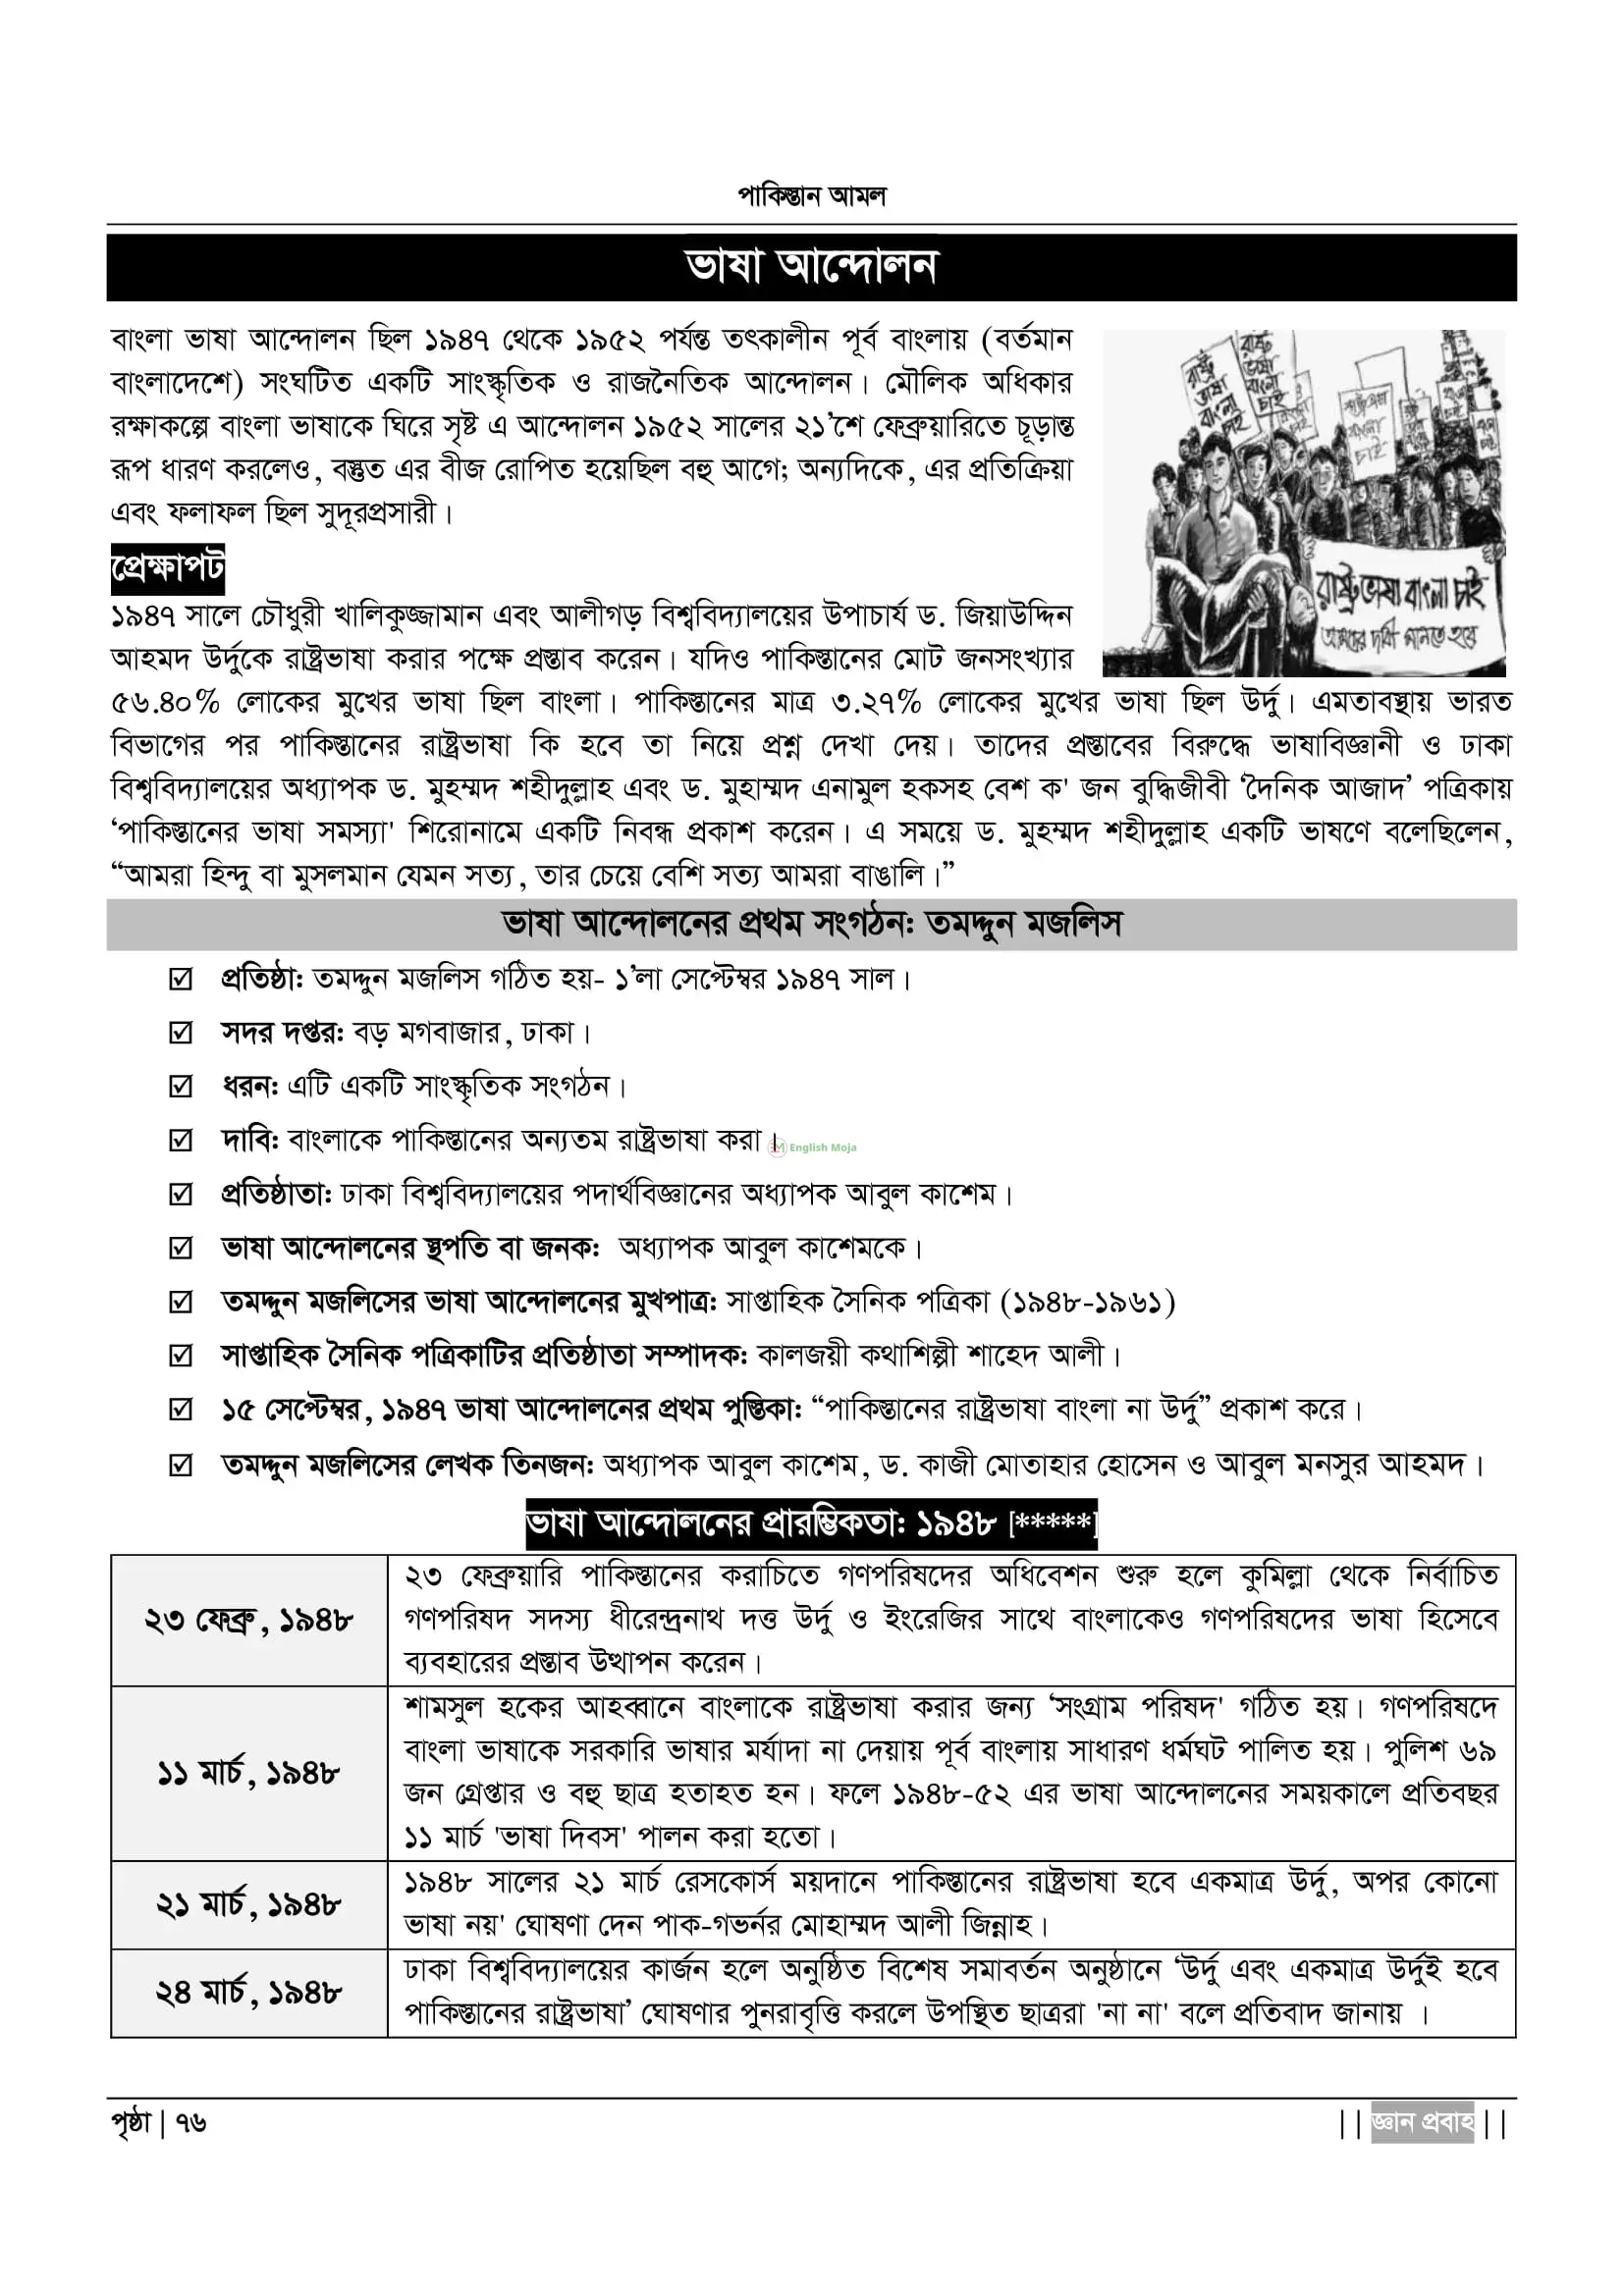 পাকিস্তান আমল
ভাষা আন্দোলন
বাংলা ভাষা আন্দোলন ছিল ১৯৪৭ থেকে ১৯৫২ পর্যন্ত তৎকালীন পূর্ব বাংলায় (বর্তমান
বাংলাদেশে) সংঘটিত একটি সাংস্কৃতিক ও রাজনৈতিক আন্দোলন। মৌলিক অধিকার
রক্ষাকল্পে বাংলা ভাষাকে ঘিরে সৃষ্ট এ আন্দোলন ১৯৫২ সালের ২১’শে ফেব্রুয়ারিতে চূড়ান্ত
রূপ ধারণ করলেও, বস্তুত এর বীজ রোপিত হয়েছিল বহু আগে; অন্যদিকে, এর প্রতিক্রিয়া
এবং ফলাফল ছিল সুদূরপ্রসারী।
রাষ্ট্র
ভাষা
বাংলা
চাই
রাষ্ট্র
ভাষা
বাংলা
চাই
রাষ্ট্রভাষা বাংলা চাই
আমাদের দাবী মানতে হবে
প্রেক্ষাপট
১৯৪৭ সালে চৌধুরী খালিকুজ্জামান এবং আলীগড় বিশ্ববিদ্যালয়ের উপাচার্য ড. জিয়াউদ্দিন
আহমদ উর্দুকে রাষ্ট্রভাষা করার পক্ষে প্রস্তাব করেন। যদিও পাকিস্তানের মোট জনসংখ্যার
৫৬.৪০% লোকের মুখের ভাষা ছিল বাংলা। পাকিস্তানের মাত্র ৩.২৭% লোকের মুখের ভাষা ছিল উর্দু। এমতাবস্থায় ভারত
বিভাগের পর পাকিস্তানের রাষ্ট্রভাষা কি হবে তা নিয়ে প্রশ্ন দেখা দেয়। তাদের প্রস্তাবের বিরুদ্ধে ভাষাবিজ্ঞানী ও ঢাকা
বিশ্ববিদ্যালয়ের অধ্যাপক ড. মুহম্মদ শহীদুল্লাহ এবং ড. মুহাম্মদ এনামুল হকসহ বেশ ক' জন বুদ্ধিজীবী ‘দৈনিক আজাদ’ পত্রিকায়
‘পাকিস্তানের ভাষা সমস্যা' শিরোনামে একটি নিবন্ধ প্রকাশ করেন। এ সময়ে ড. মুহম্মদ শহীদুল্লাহ একটি ভাষণে বলেছিলেন,
“আমরা হিন্দু বা মুসলমান যেমন সত্য, তার চেয়ে বেশি সত্য আমরা বাঙালি।”
ভাষা আন্দোলনের প্রথম সংগঠন: তমদ্দুন মজলিস
☑ প্রতিষ্ঠা: তমদ্দুন মজলিস গঠিত হয়- ১’লা সেপ্টেম্বর ১৯৪৭ সাল।
☑ সদর দপ্তর: বড় মগবাজার, ঢাকা।
☑ ধরন: এটি একটি সাংস্কৃতিক সংগঠন।
☑ দাবি: বাংলাকে পাকিস্তানের অন্যতম রাষ্ট্রভাষা করা।
English Moja
☑ প্রতিষ্ঠাতা: ঢাকা বিশ্ববিদ্যালয়ের পদার্থবিজ্ঞানের অধ্যাপক আবুল কাশেম।
☑ ভাষা আন্দোলনের স্থপতি বা জনক: অধ্যাপক আবুল কাশেমকে।
☑ তমদ্দুন মজলিসের ভাষা আন্দোলনের মুখপাত্র: সাপ্তাহিক সৈনিক পত্রিকা (১৯৪৮-১৯৬১)
☑ সাপ্তাহিক সৈনিক পত্রিকাটির প্রতিষ্ঠাতা সম্পাদক: কালজয়ী কথাশিল্পী শাহেদ আলী।
☑ ১৫ সেপ্টেম্বর, ১৯৪৭ ভাষা আন্দোলনের প্রথম পুস্তিকা: “পাকিস্তানের রাষ্ট্রভাষা বাংলা না উর্দু” প্রকাশ করে।
☑ তমদ্দুন মজলিসের লেখক তিনজন: অধ্যাপক আবুল কাশেম, ড. কাজী মোতাহার হোসেন ও আবুল মনসুর আহমদ।
ভাষা আন্দোলনের প্রারম্ভিকতা: ১৯৪৮ [*****]
২৩ ফেব্রু, ১৯৪৮
২৩ ফেব্রুয়ারি পাকিস্তানের করাচিতে গণপরিষদের অধিবেশন শুরু হলে কুমিল্লা থেকে নির্বাচিত
গণপরিষদ সদস্য ধীরেন্দ্রনাথ দত্ত উর্দু ও ইংরেজির সাথে বাংলাকেও গণপরিষদের ভাষা হিসেবে
ব্যবহারের প্রস্তাব উত্থাপন করেন।
১১ মার্চ, ১৯৪৮
শামসুল হকের আহব্বানে বাংলাকে রাষ্ট্রভাষা করার জন্য ‘সংগ্রাম পরিষদ' গঠিত হয়। গণপরিষদে
বাংলা ভাষাকে সরকারি ভাষার মর্যাদা না দেয়ায় পূর্ব বাংলায় সাধারণ ধর্মঘট পালিত হয়। পুলিশ ৬৯
জন গ্রেপ্তার ও বহু ছাত্র হতাহত হন। ফলে ১৯৪৮-৫২ এর ভাষা আন্দোলনের সময়কালে প্রতিবছর
১১ মার্চ 'ভাষা দিবস' পালন করা হতো।
২১ মার্চ, ১৯৪৮
১৯৪৮ সালের ২১ মার্চ রেসকোর্স ময়দানে পাকিস্তানের রাষ্ট্রভাষা হবে একমাত্র উর্দু, অপর কোনো
ভাষা নয়' ঘোষণা দেন পাক-গভর্নর মোহাম্মদ আলী জিন্নাহ।
২৪ মার্চ, ১৯৪৮
ঢাকা বিশ্ববিদ্যালয়ের কার্জন হলে অনুষ্ঠিত বিশেষ সমাবর্তন অনুষ্ঠানে ‘উর্দু এবং একমাত্র উর্দুই হবে
পাকিস্তানের রাষ্ট্রভাষা’ ঘোষণার পুনরাবৃত্তি করলে উপস্থিত ছাত্ররা 'না না' বলে প্রতিবাদ জানায় ।
পৃষ্ঠা | ৭৬
|| জ্ঞান প্রবাহ ||